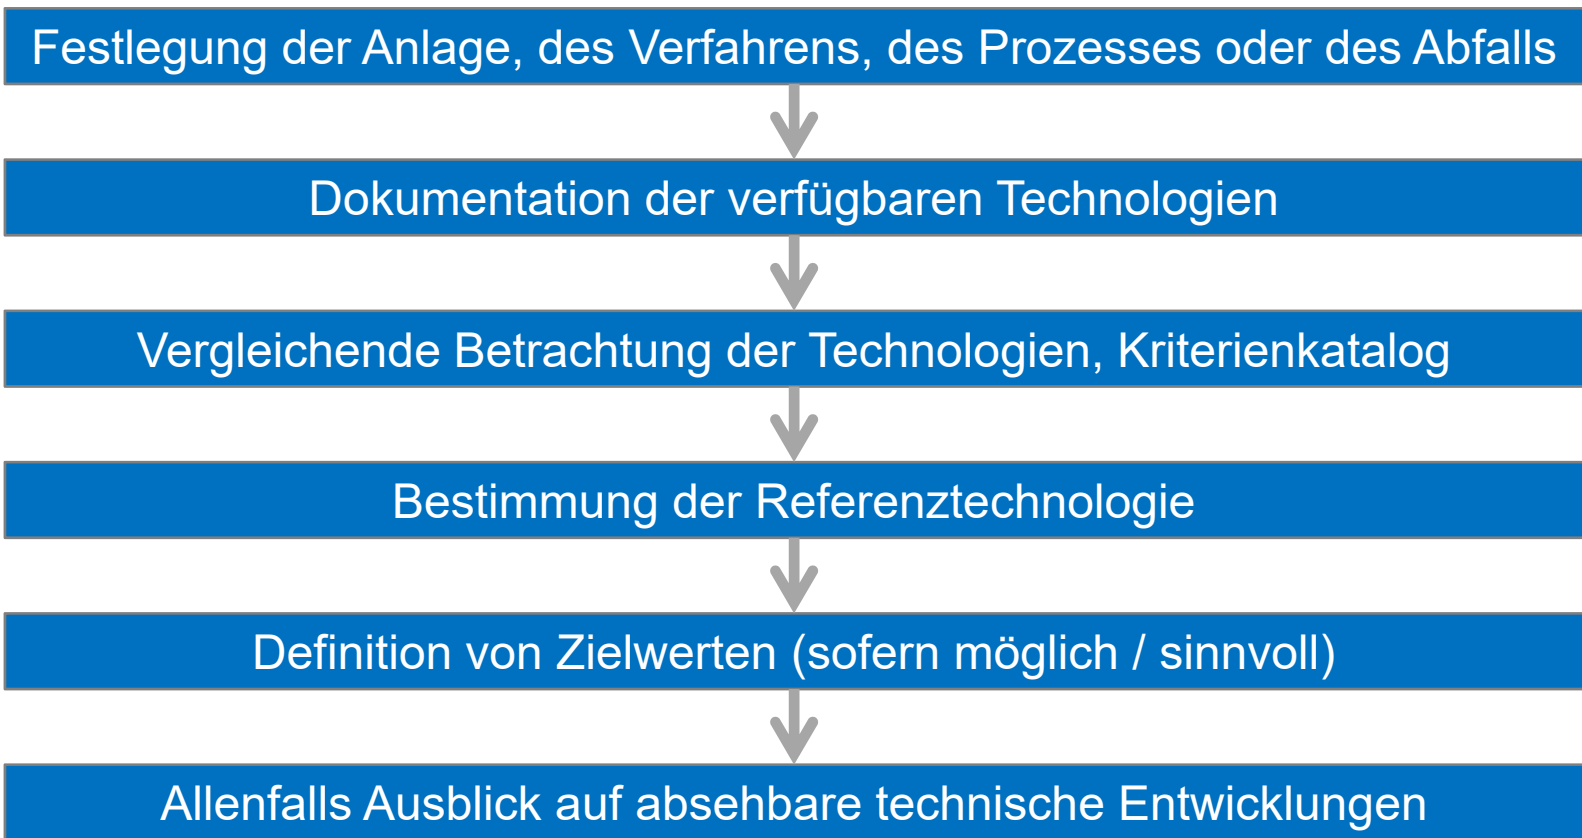 Festlegung der Anlage, des Verfahrens, des Prozesses oder des Abfalls
Dokumentation der verfügbaren Technologien
Vergleichende Betrachtung der Technologien, Kriterienkatalog
Bestimmung der Referenztechnologie
Definition von Zielwerten (sofern möglich / sinnvoll)
Allenfalls Ausblick auf absehbare technische Entwicklungen